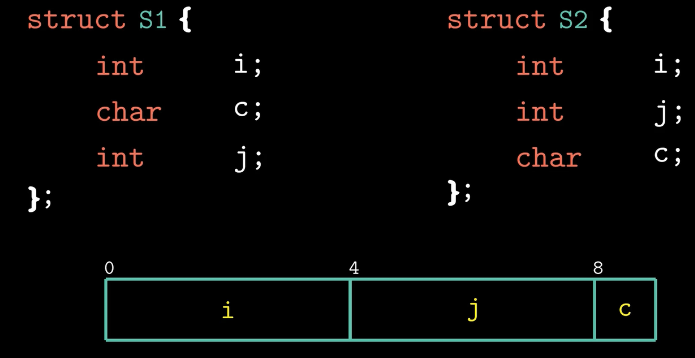 struct S1 {
int i;
char c;
int j;
};
struct S2 {
int i;
int j;
char c;
};
0 4 8
i j c